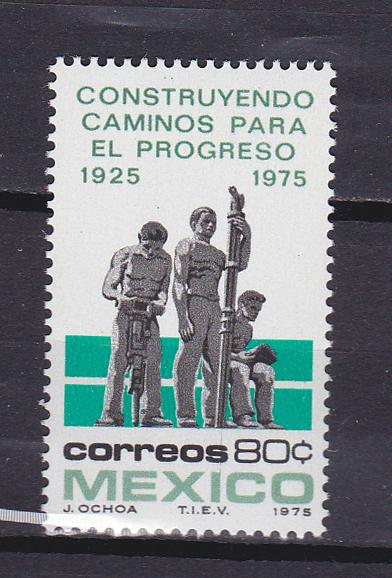 CONSTRUYENDO
CAMINOS PARA
EL PROGRESO
1925 1975
correos 80¢
MEXICO
J. OCHOA T.I.E.V. 1975